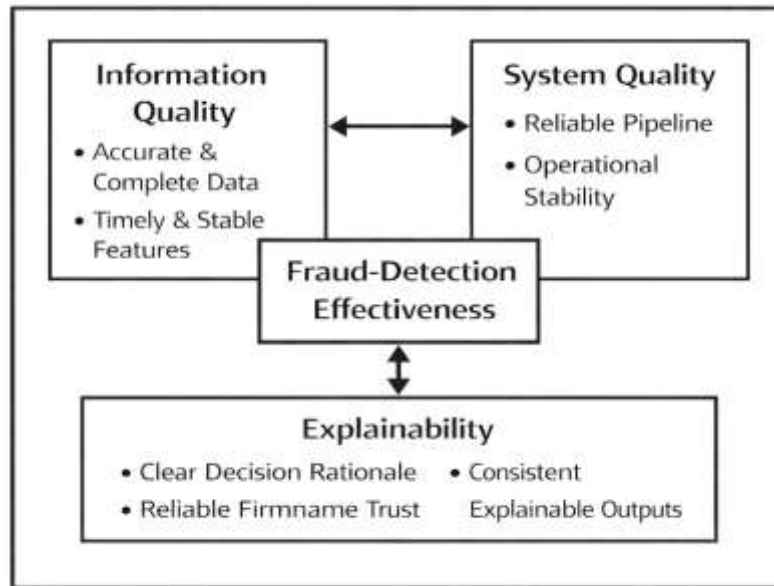 Information
Quality
• Accurate &
Complete Data
• Timely & Stable
Features
System Quality
• Reliable Pipeline
• Operational
Stability
Fraud-Detection
Effectiveness
Explainability
• Clear Decision Rationale
• Reliable Firmname Trust
• Consistent
Explainable Outputs